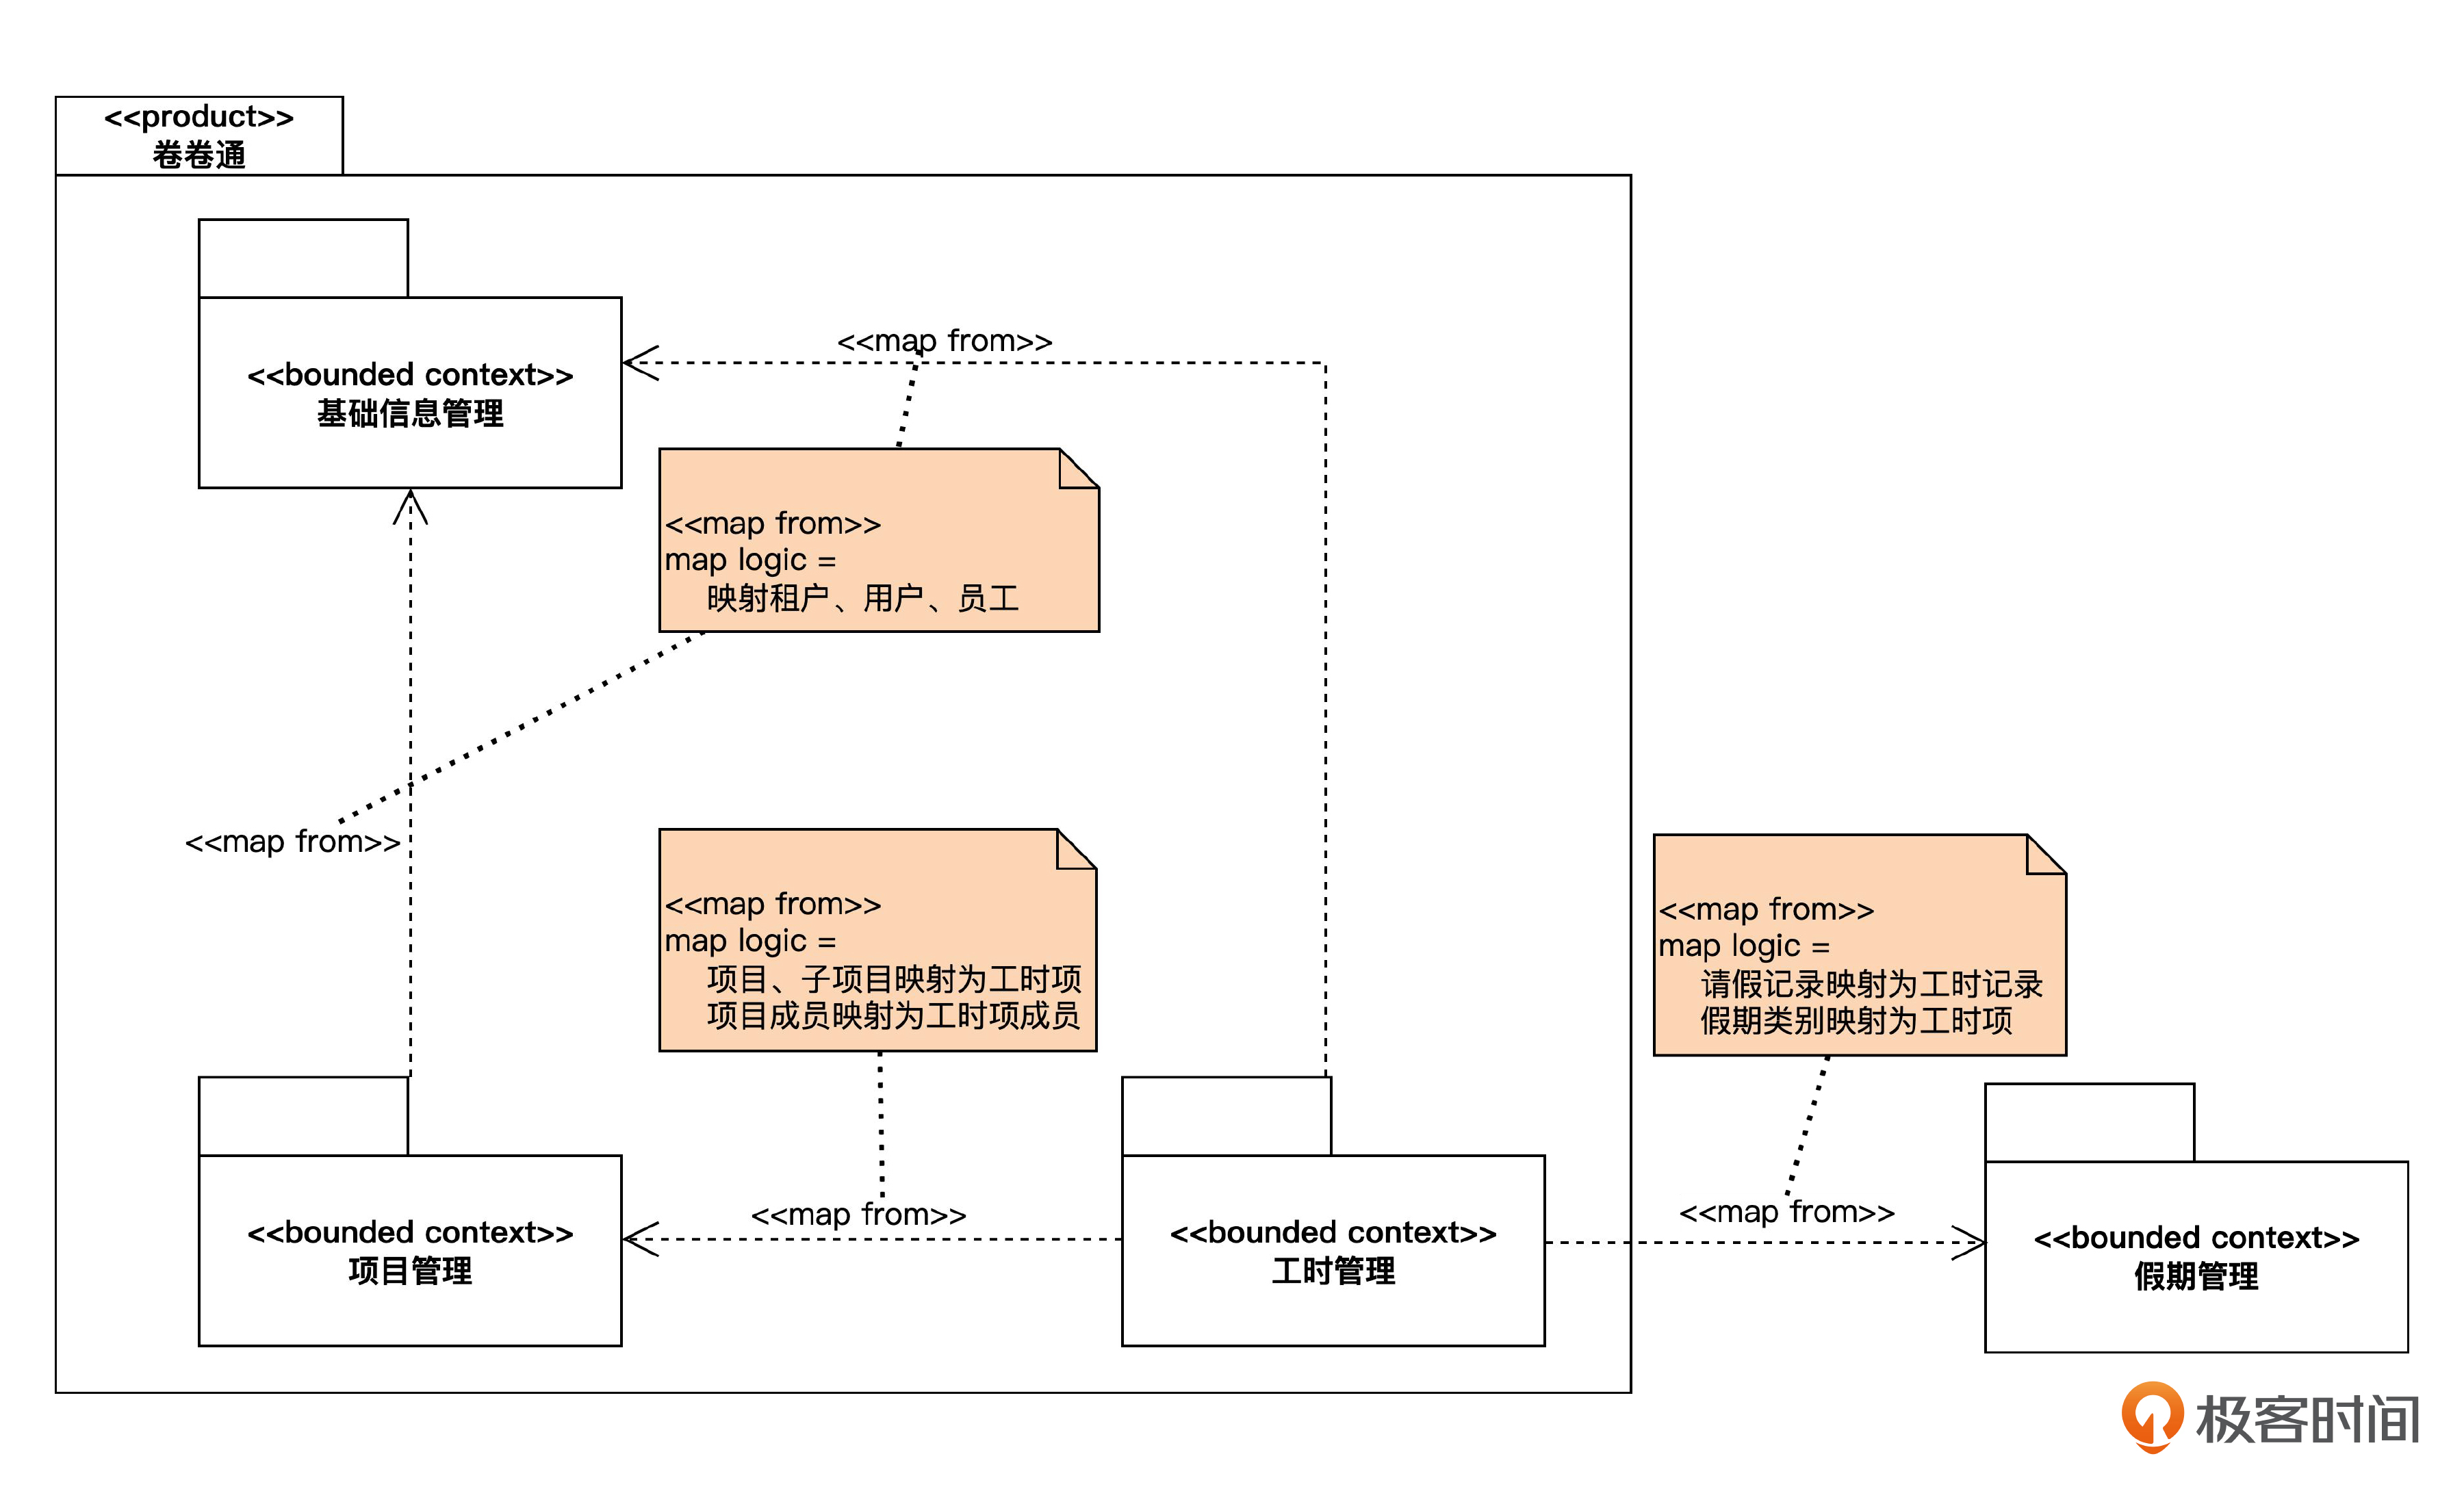 <<product>>
卷卷通
<<bounded context>>
基础信息管理
<<map from>>
<<map from>>
map logic =
映射租户、用户、员工
<<map from>>
<<map from>>
map logic =
项目、子项目映射为工时项
项目成员映射为工时项成员
<<map from>>
map logic =
请假记录映射为工时记录
假期类别映射为工时项
<<bounded context>>
项目管理
<<map from>>
<<bounded context>>
工时管理
<<map from>>
<<bounded context>>
假期管理
极客时间